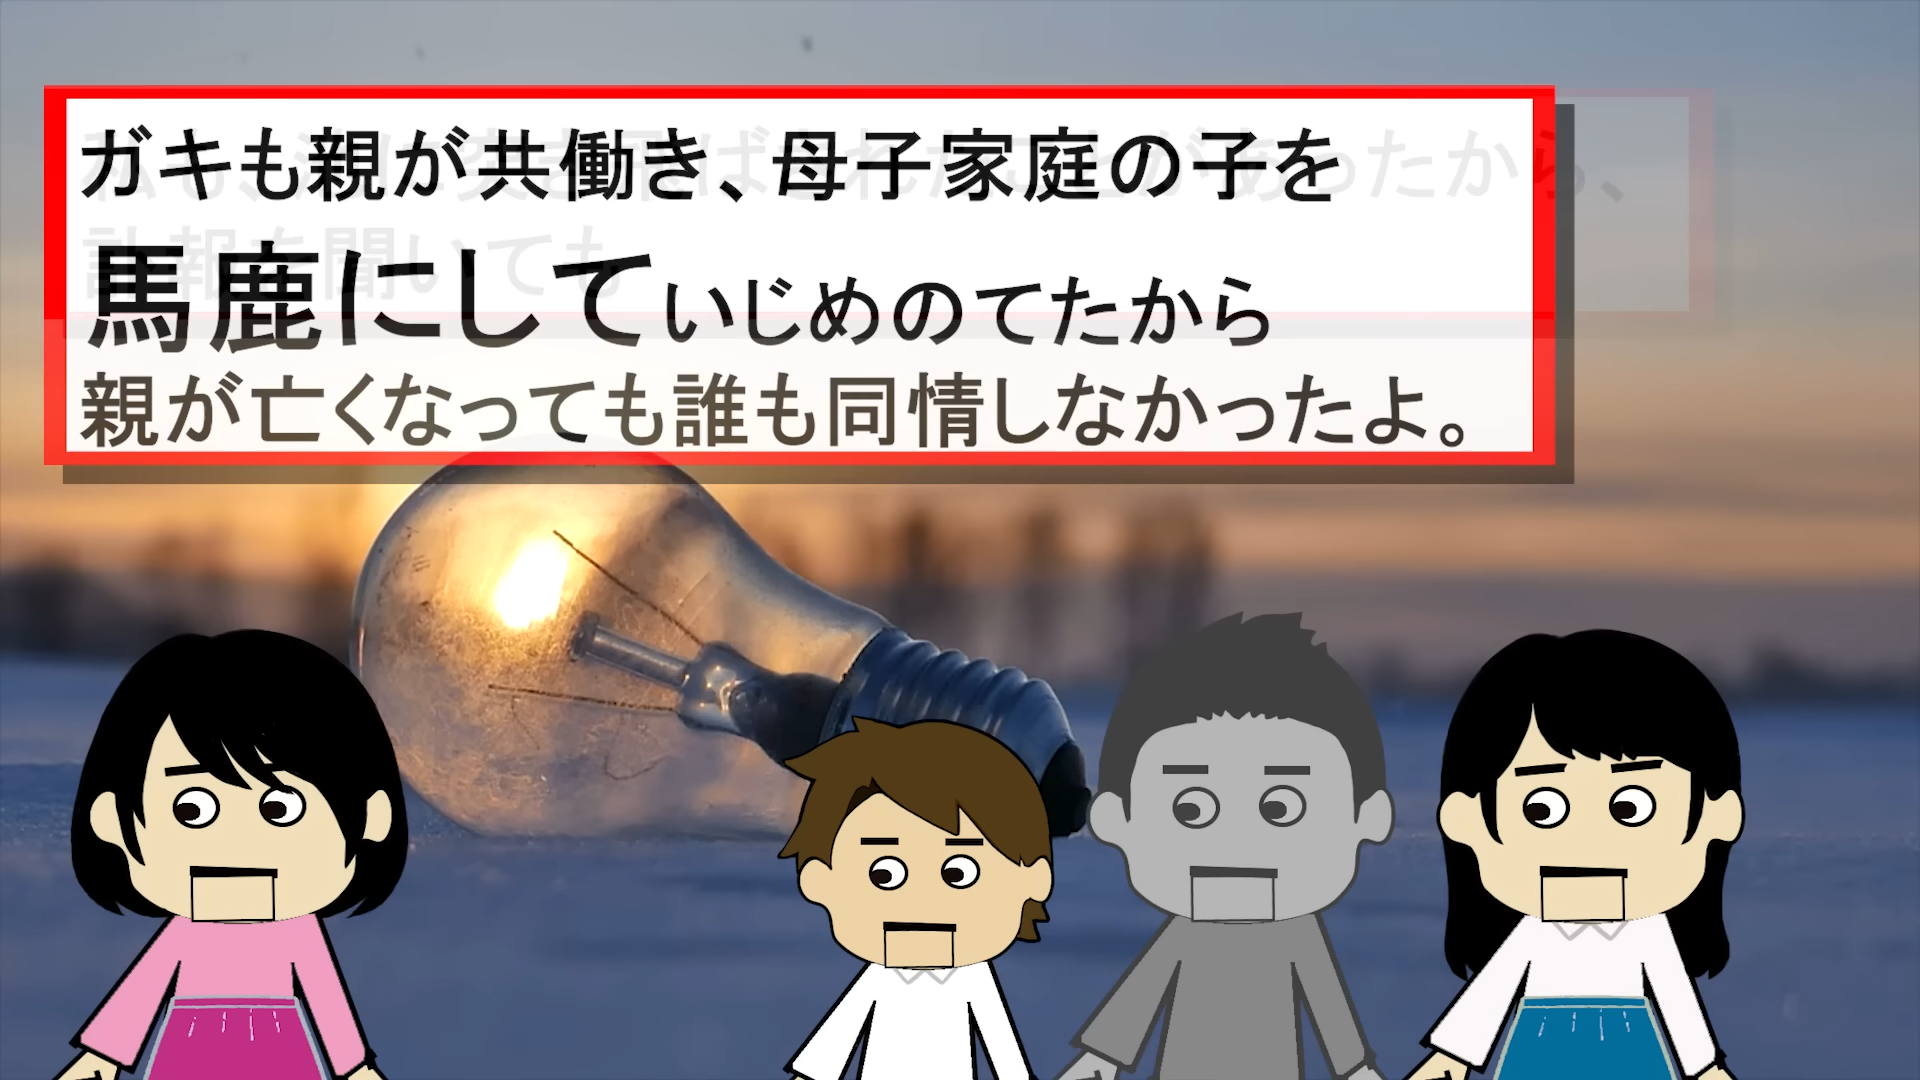 ガキも親が共働き、母子家庭の子を
馬鹿にしていじめのてたから
親が亡くなっても誰も同情しなかったよ。